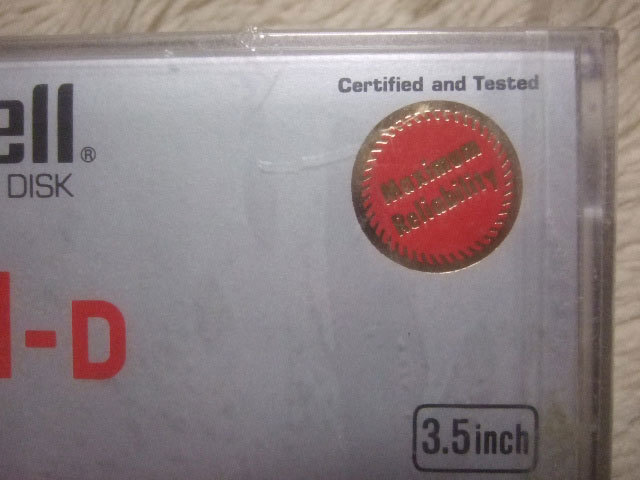 Certified and Tested
ell®
DISK
Maximum
Reliability
-D
3.5inch